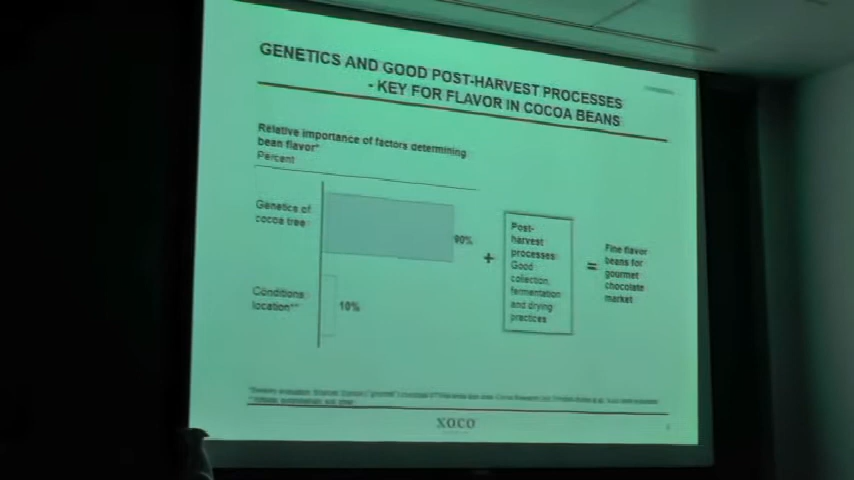 GENETICS AND GOOD POST-HARVEST PROCESSES
- KEY FOR FLAVOR IN COCOA BEANS
Relative importance of factors determining
bean flavor*
Percent
Genetics of
cocoa tree
90%
Conditions
location**
10%
+
Post-
harvest
processes:
Good
collection,
fermentation
and drying
practices
=
Fine flavor
beans for
gourmet
chocolate
market
XOCO